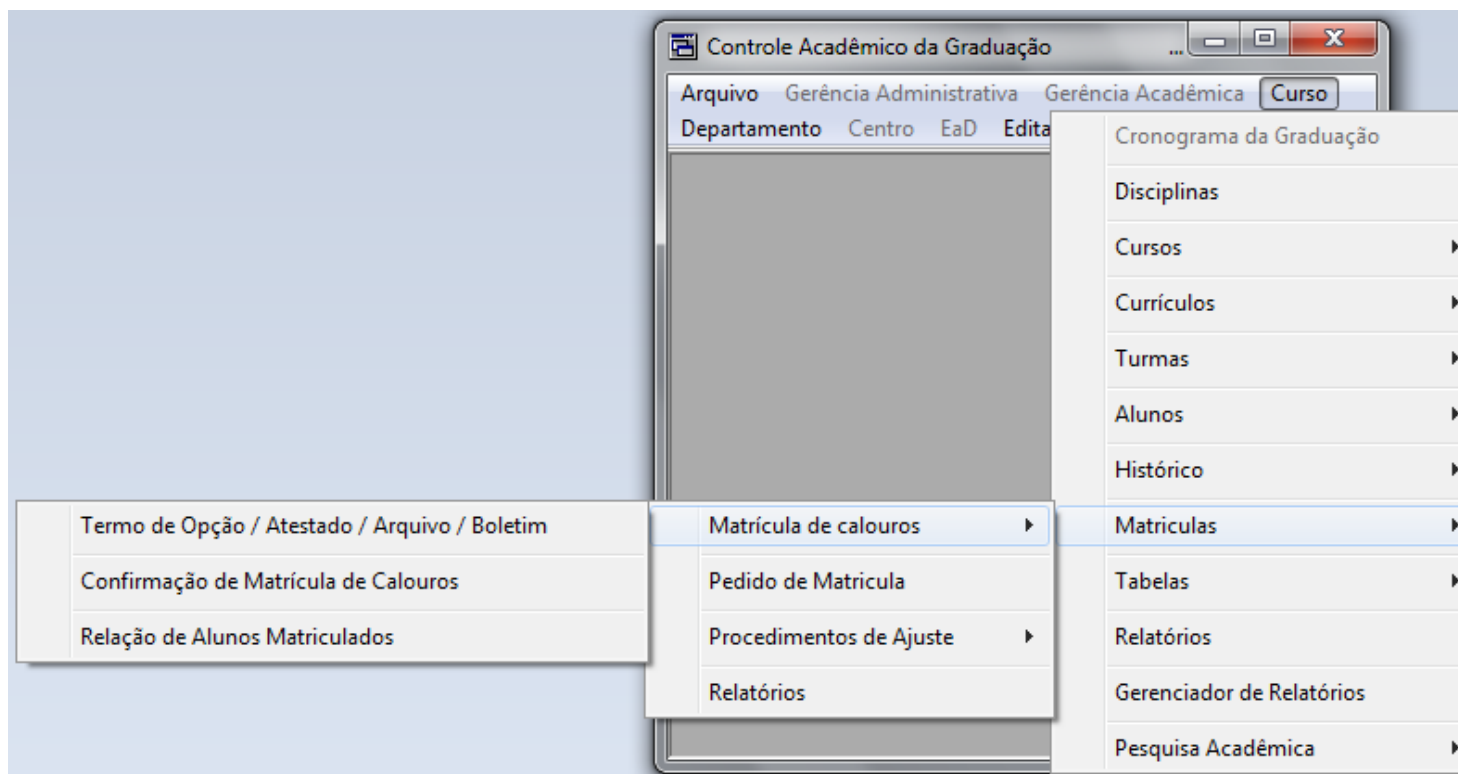 Controle Acadêmico da Graduação ...
Arquivo Gerência Administrativa Gerência Acadêmica Curso
Departamento Centro EaD Edita
Cronograma da Graduação
Disciplinas
Cursos
Currículos
Turmas
Alunos
Histórico
Matriculas
Tabelas
Relatórios
Gerenciador de Relatórios
Pesquisa Acadêmica
Matrícula de calouros
Pedido de Matricula
Procedimentos de Ajuste
Relatórios
Termo de Opção / Atestado / Arquivo / Boletim
Confirmação de Matrícula de Calouros
Relação de Alunos Matriculados